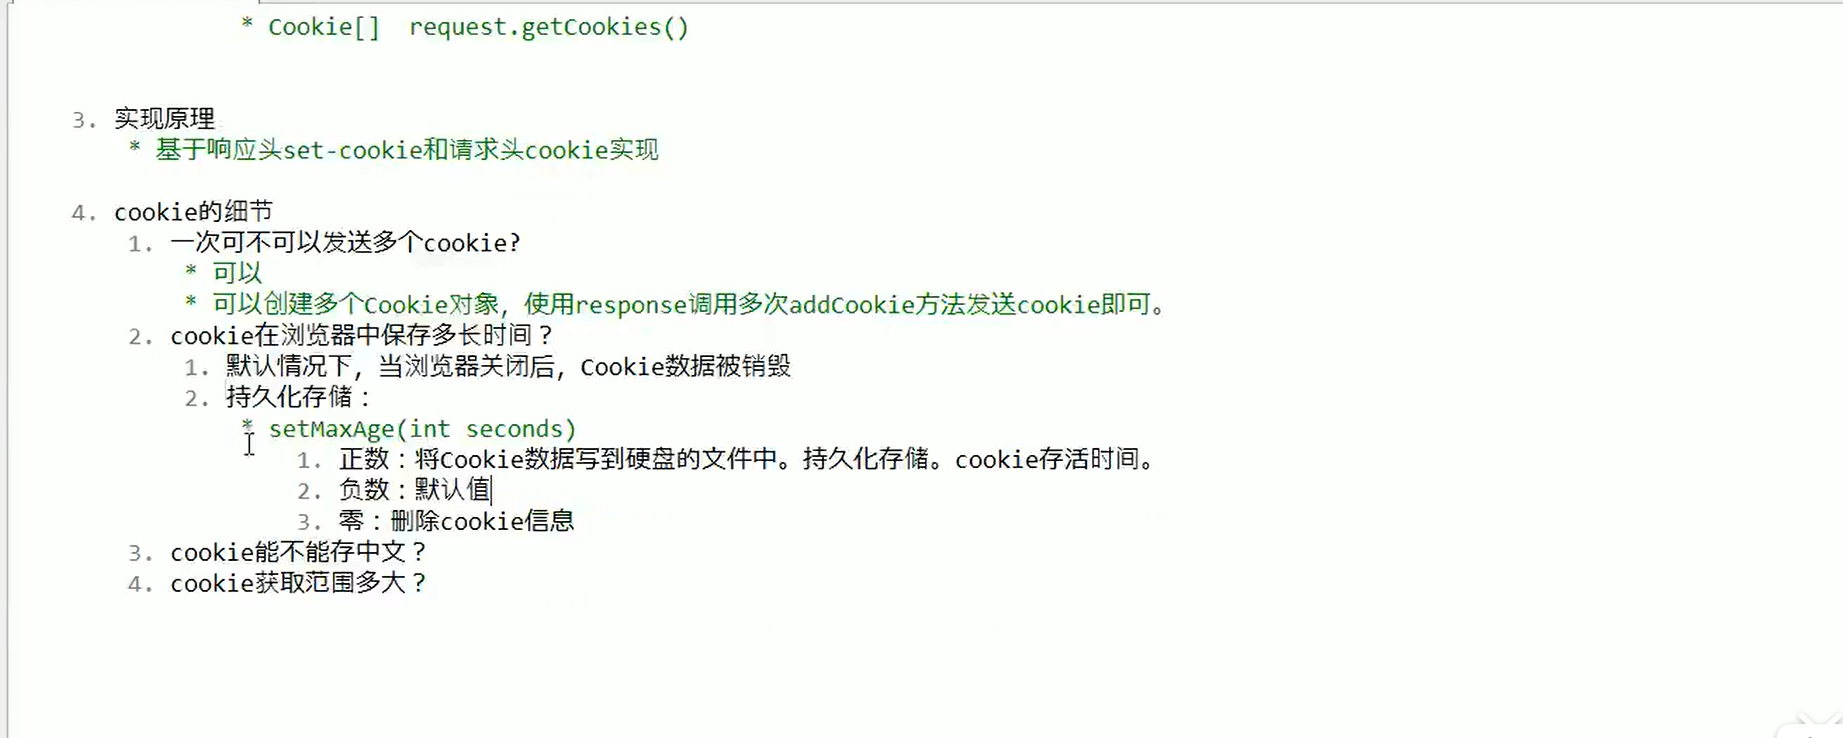 * Cookie[]  request.getCookies()
3. 实现原理
* 基于响应头set-cookie和请求头cookie实现
4. cookie的细节
1. 一次可不可以发送多个cookie?
* 可以
* 可以创建多个Cookie对象，使用response调用多次addCookie方法发送cookie即可。
2. cookie在浏览器中保存多长时间？
1. 默认情况下，当浏览器关闭后，Cookie数据被销毁
2. 持久化存储：
* setMaxAge(int seconds)
1. 正数：将Cookie数据写到硬盘的文件中。持久化存储。cookie存活时间。
2. 负数：默认值
3. 零：删除cookie信息
3. cookie能不能存中文？
4. cookie获取范围多大？